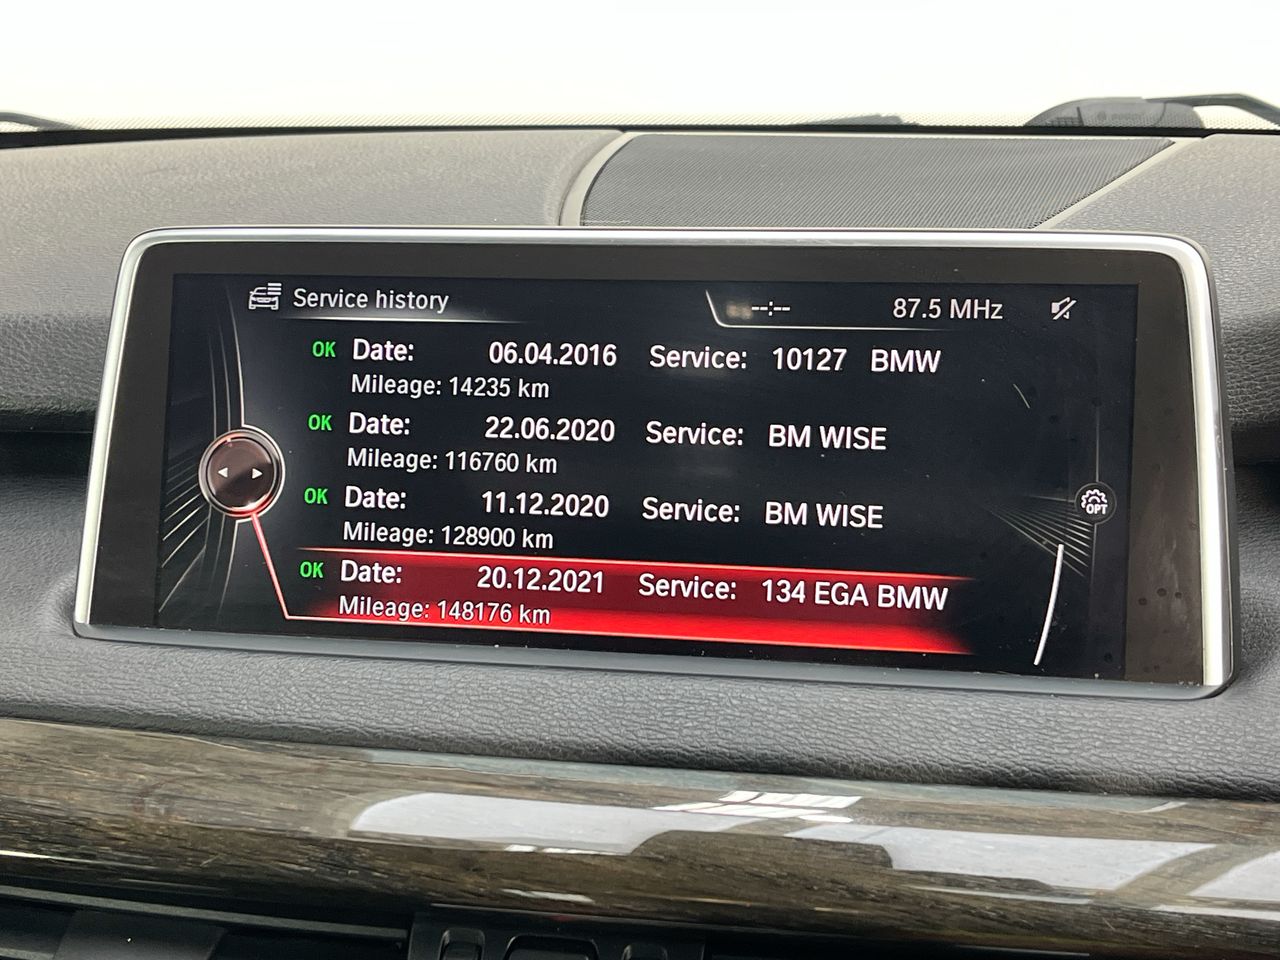 Service history --:-- 87.5 MHz
OK Date: 06.04.2016 Service: 10127 BMW
Mileage: 14235 km
OK Date: 22.06.2020 Service: BM WISE
Mileage: 116760 km
OK Date: 11.12.2020 Service: BM WISE
Mileage: 128900 km
OK Date: 20.12.2021 Service: 134 EGA BMW
Mileage: 148176 km
OPT